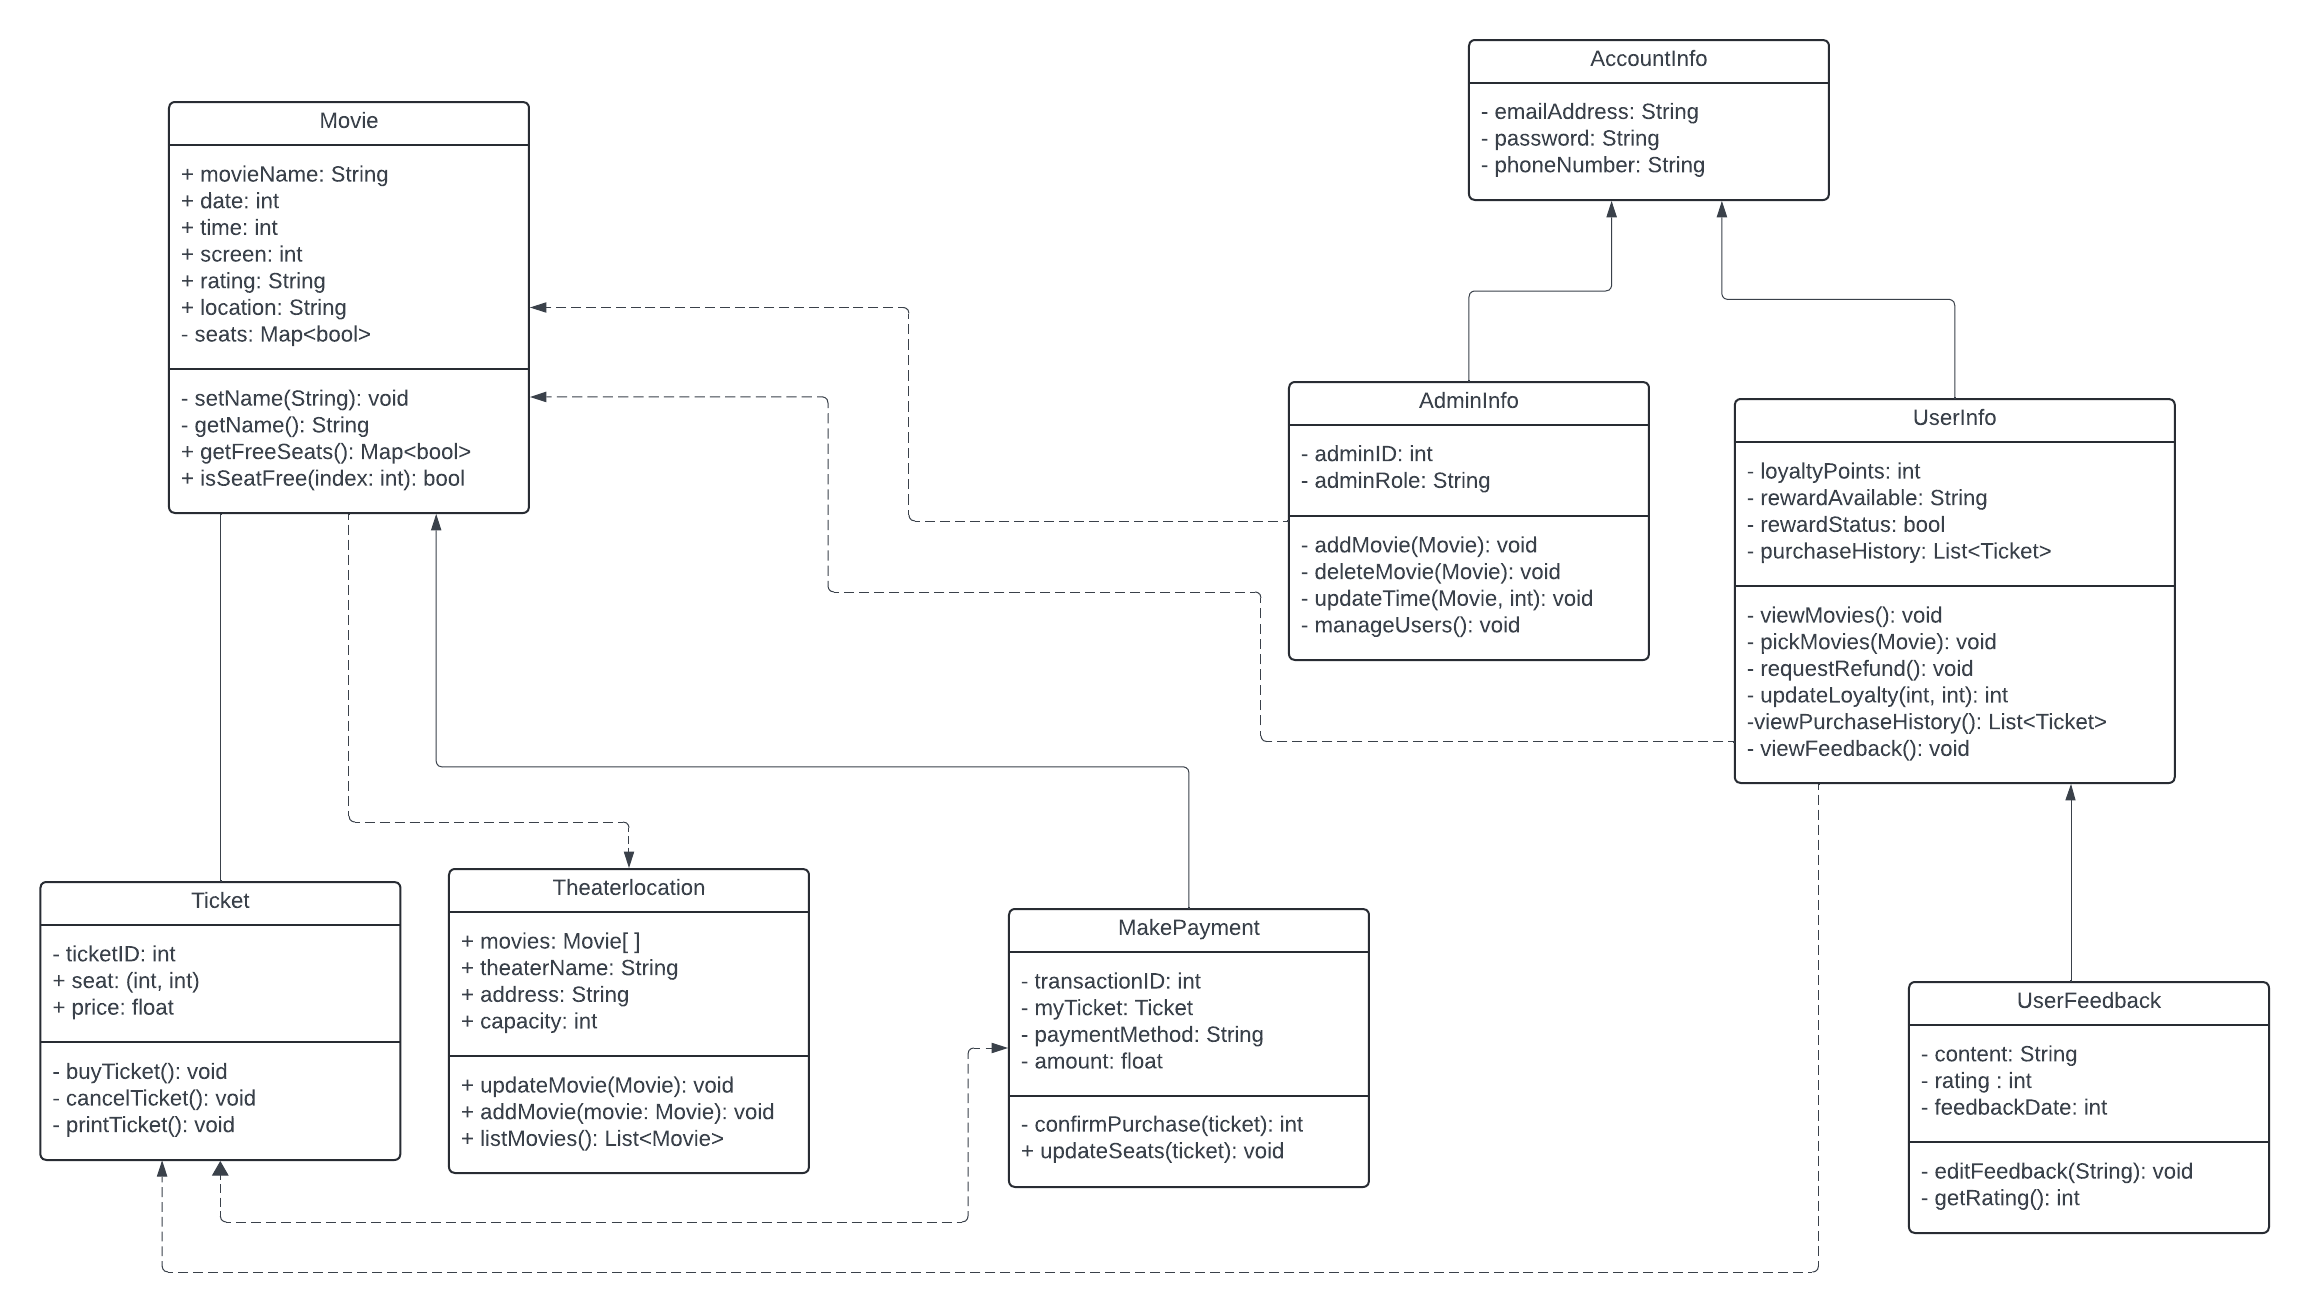 AccountInfo
- emailAddress: String
- password: String
- phoneNumber: String
Movie
+ movieName: String
+ date: int
+ time: int
+ screen: int
+ rating: String
+ location: String
- seats: Map<bool>
- setName(String): void
- getName(): String
+ getFreeSeats(): Map<bool>
+ isSeatFree(index: int): bool
AdminInfo
- adminID: int
- adminRole: String
- addMovie(Movie): void
- deleteMovie(Movie): void
- updateTime(Movie, int): void
- manageUsers(): void
UserInfo
- loyaltyPoints: int
- rewardAvailable: String
- rewardStatus: bool
- purchaseHistory: List<Ticket>
- viewMovies(): void
- pickMovies(Movie): void
- requestRefund(): void
- updateLoyalty(int, int): int
-viewPurchaseHistory(): List<Ticket>
- viewFeedback(): void
Ticket
- ticketID: int
+ seat: (int, int)
+ price: float
- buyTicket(): void
- cancelTicket(): void
- printTicket(): void
Theaterlocation
+ movies: Movie[ ]
+ theaterName: String
+ address: String
+ capacity: int
+ updateMovie(Movie): void
+ addMovie(movie: Movie): void
+ listMovies(): List<Movie>
MakePayment
- transactionID: int
- myTicket: Ticket
- paymentMethod: String
- amount: float
- confirmPurchase(ticket): int
+ updateSeats(ticket): void
UserFeedback
- content: String
- rating : int
- feedbackDate: int
- editFeedback(String): void
- getRating(): int